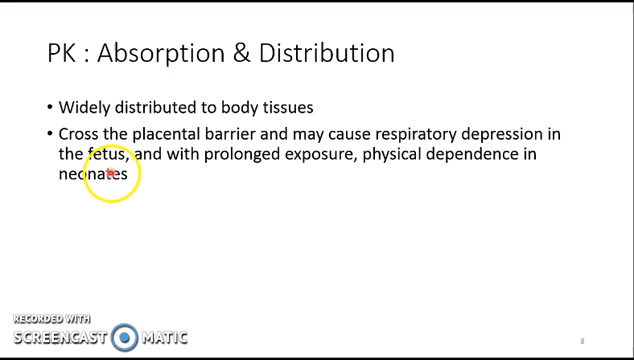 PK : Absorption & Distribution
• Widely distributed to body tissues
• Cross the placental barrier and may cause respiratory depression in
the fetus, and with prolonged exposure, physical dependence in
neonates
RECORDED WITH
SCREENCAST MATIC
8